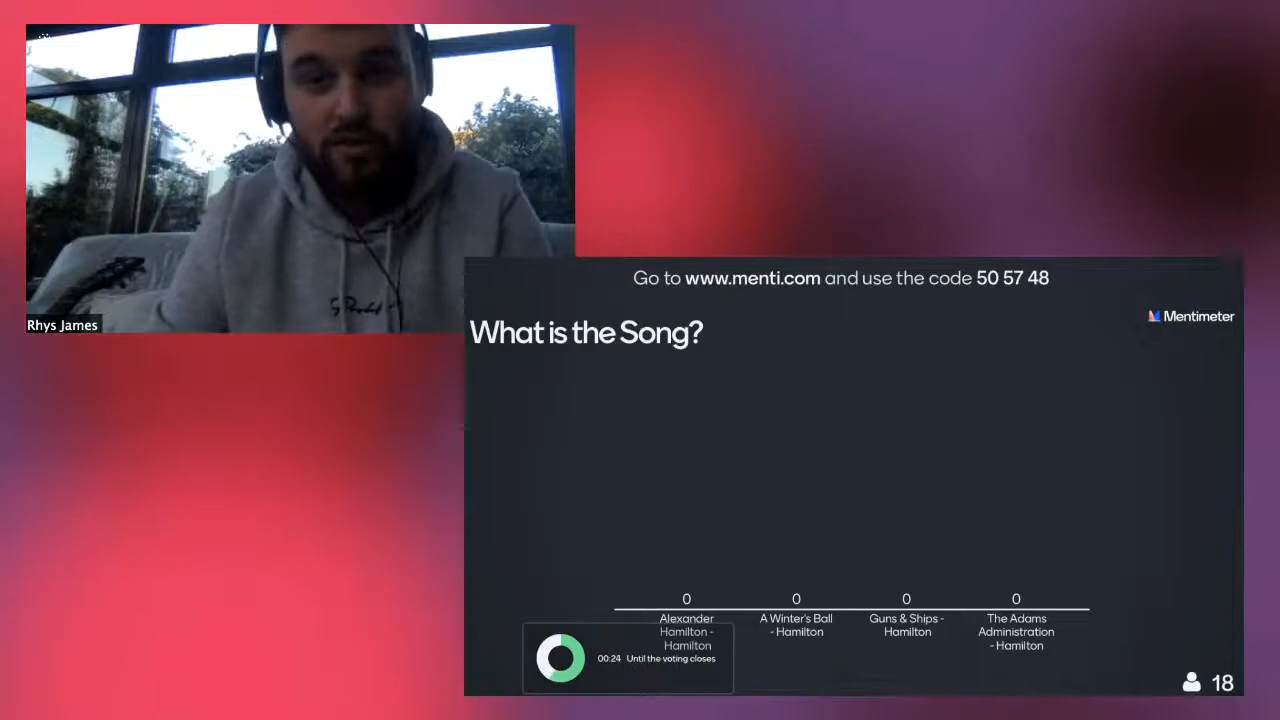 Rhys James
Go to www.menti.com and use the code 50 57 48
Mentimeter
What is the Song?
0 0 0 0
Alexander
Hamilton -
Hamilton
A Winter's Ball
- Hamilton
Guns & Ships -
Hamilton
The Adams
Administration
- Hamilton
00:24 Until the voting closes
18